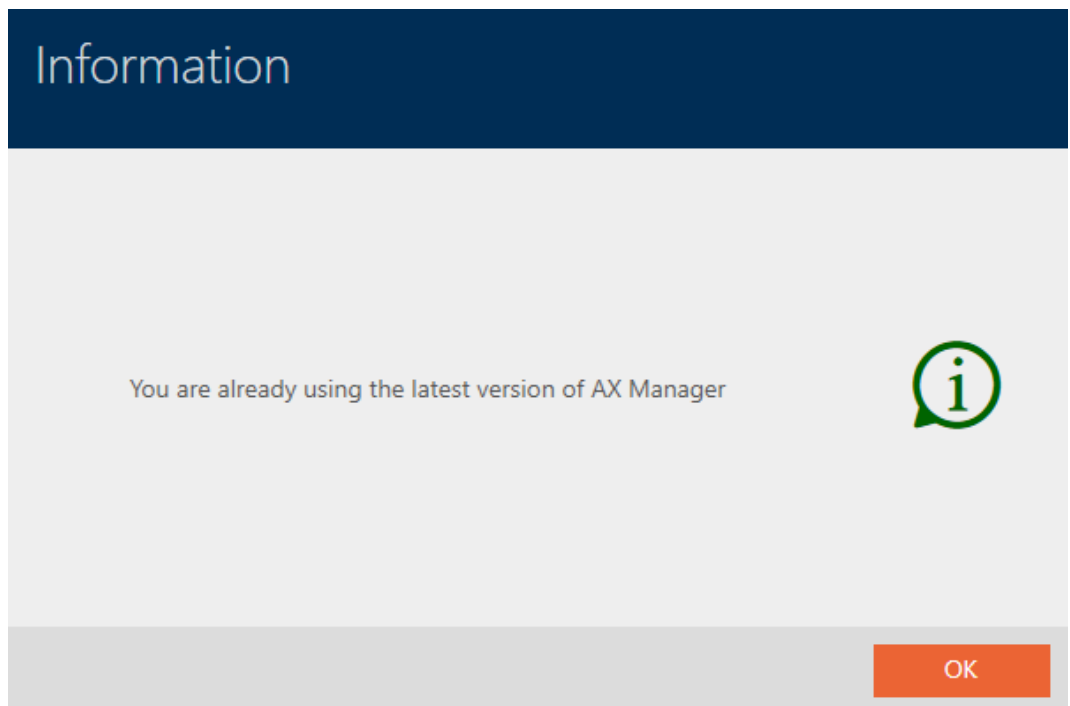 Information
You are already using the latest version of AX Manager
i
OK